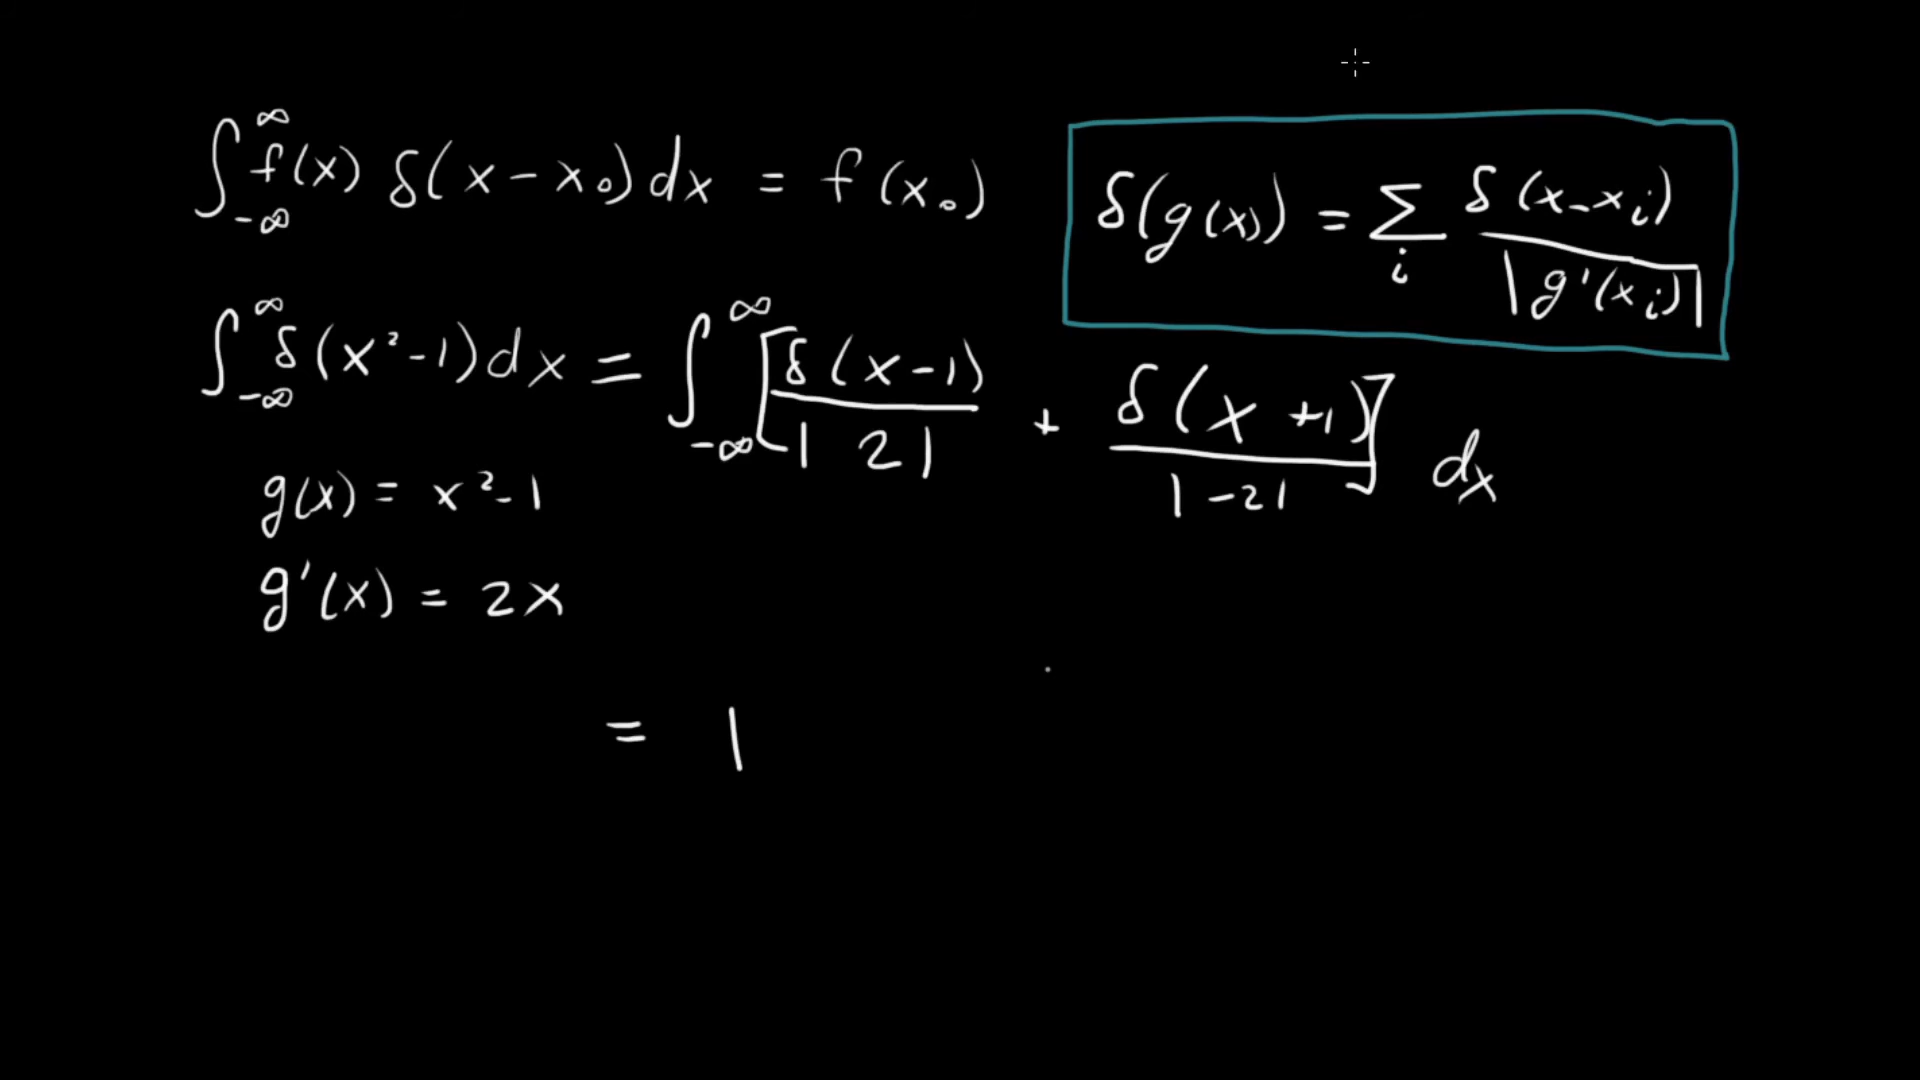 ∫_{-∞}^{∞} f(x) δ(x-x₀) dx = f(x₀)
δ(g(x)) = Σ_i δ(x-x_i) / |g'(x_i)|
∫_{-∞}^{∞} δ(x²-1) dx = ∫_{-∞}^{∞} [ δ(x-1) / |2| + δ(x+1) / |-2| ] dx
g(x) = x²-1
g'(x) = 2x
= 1